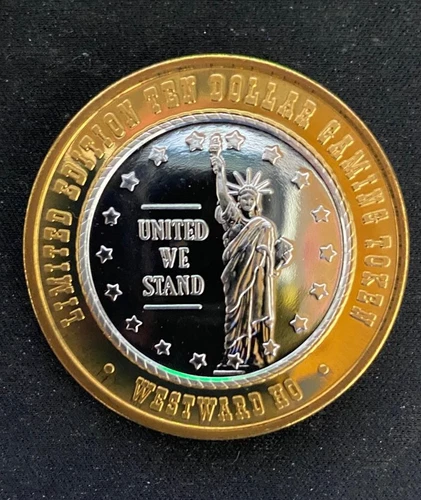 LIMITED EDITION TEN DOLLAR GAMING TOKEN
UNITED
WE
STAND
WESTWARD HO